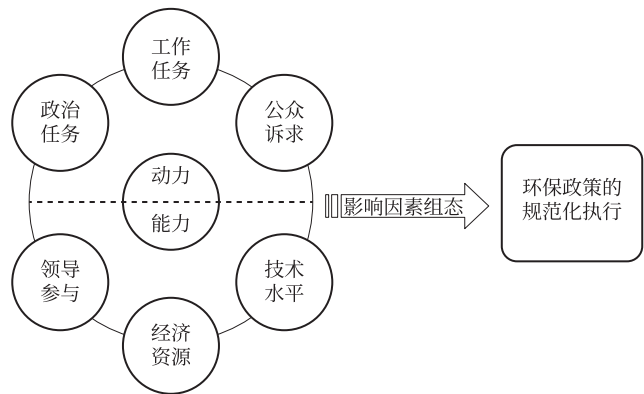 工作
任务
政治
任务
公众
诉求
动力
能力
影响因素组态
环保政策的
规范化执行
领导
参与
技术
水平
经济
资源